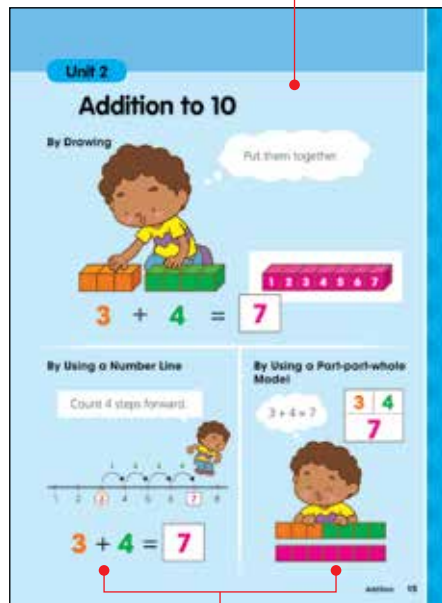 Unit 2
Addition to 10
By Drawing
Put them together.
1 2 3 4 5 6 7
3 + 4 = 7
By Using a Number Line
Count 4 steps forward.
1 2 3 4 5 6 7 8
3 + 4 = 7
By Using a Part-part-whole
Model
3 + 4 = 7
3 4
7
Addition 15